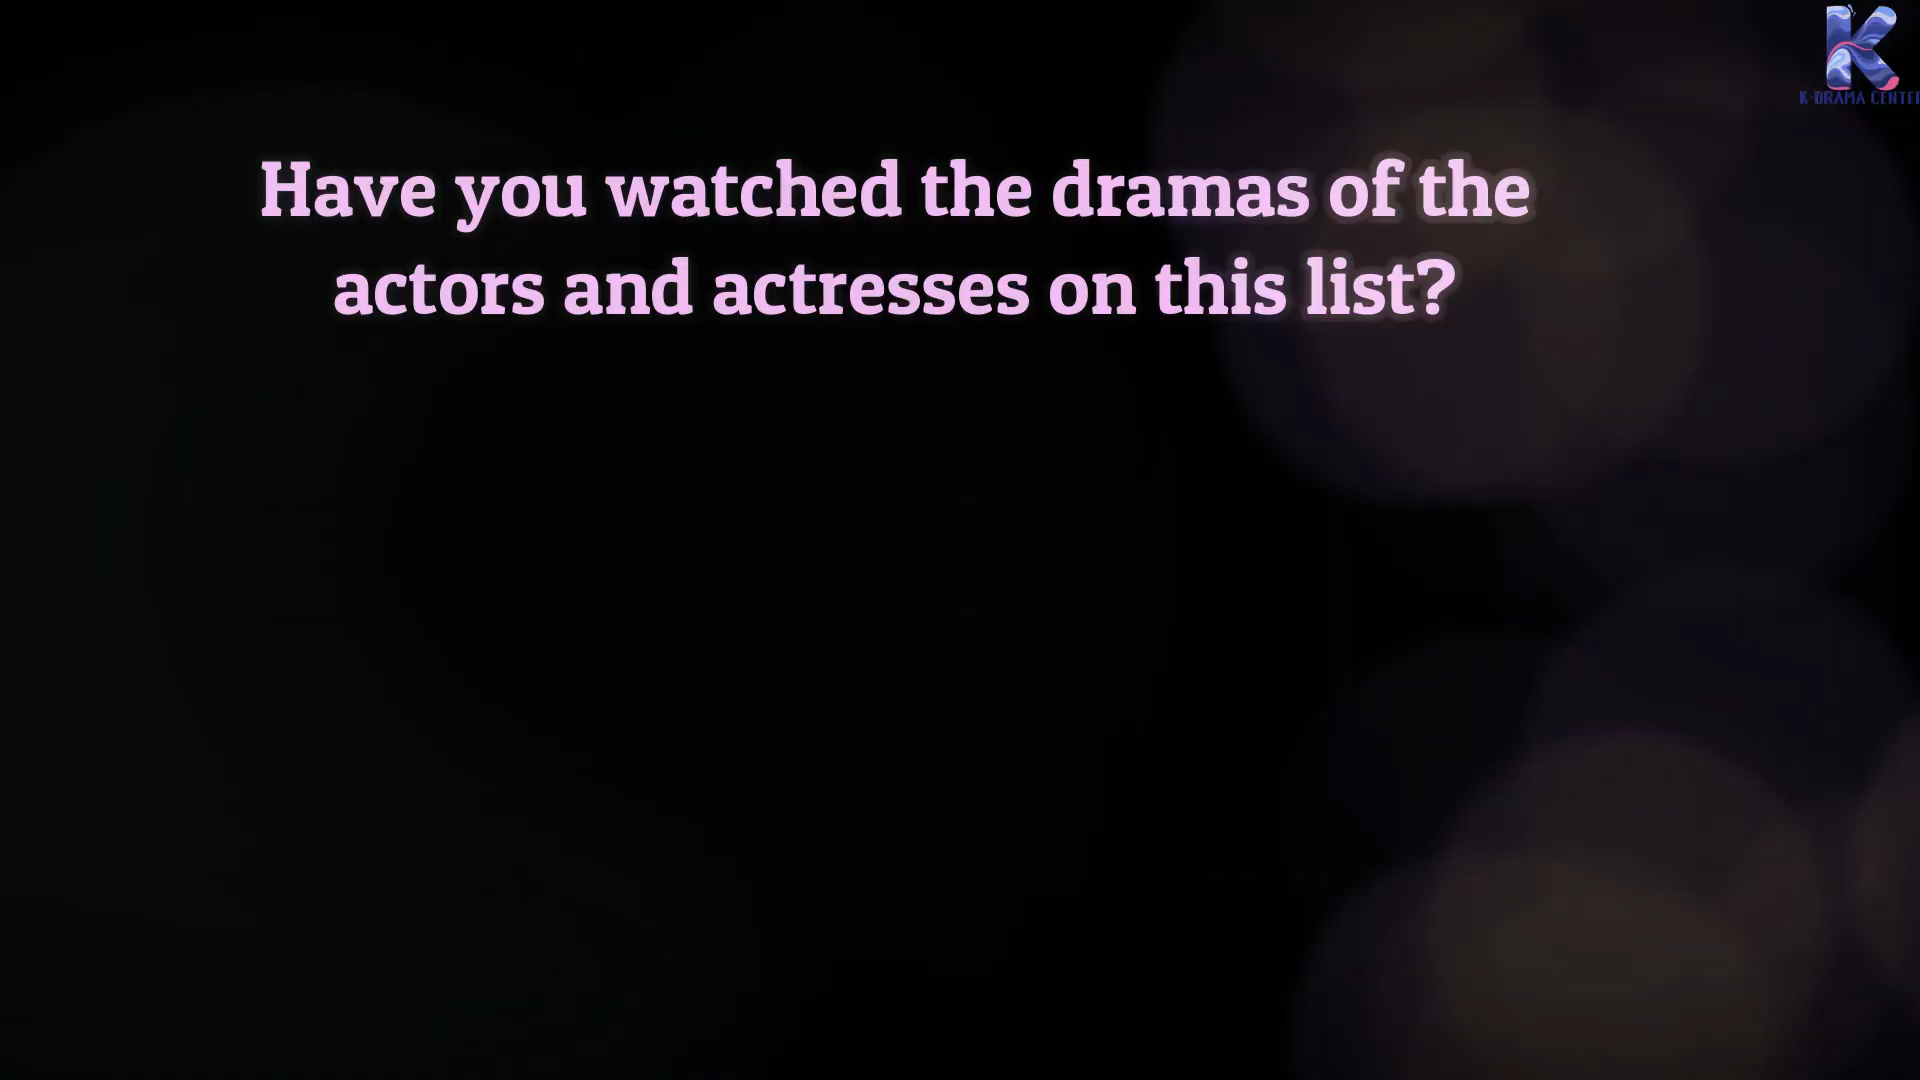 K-DRAMA CENTER
Have you watched the dramas of the
actors and actresses on this list?